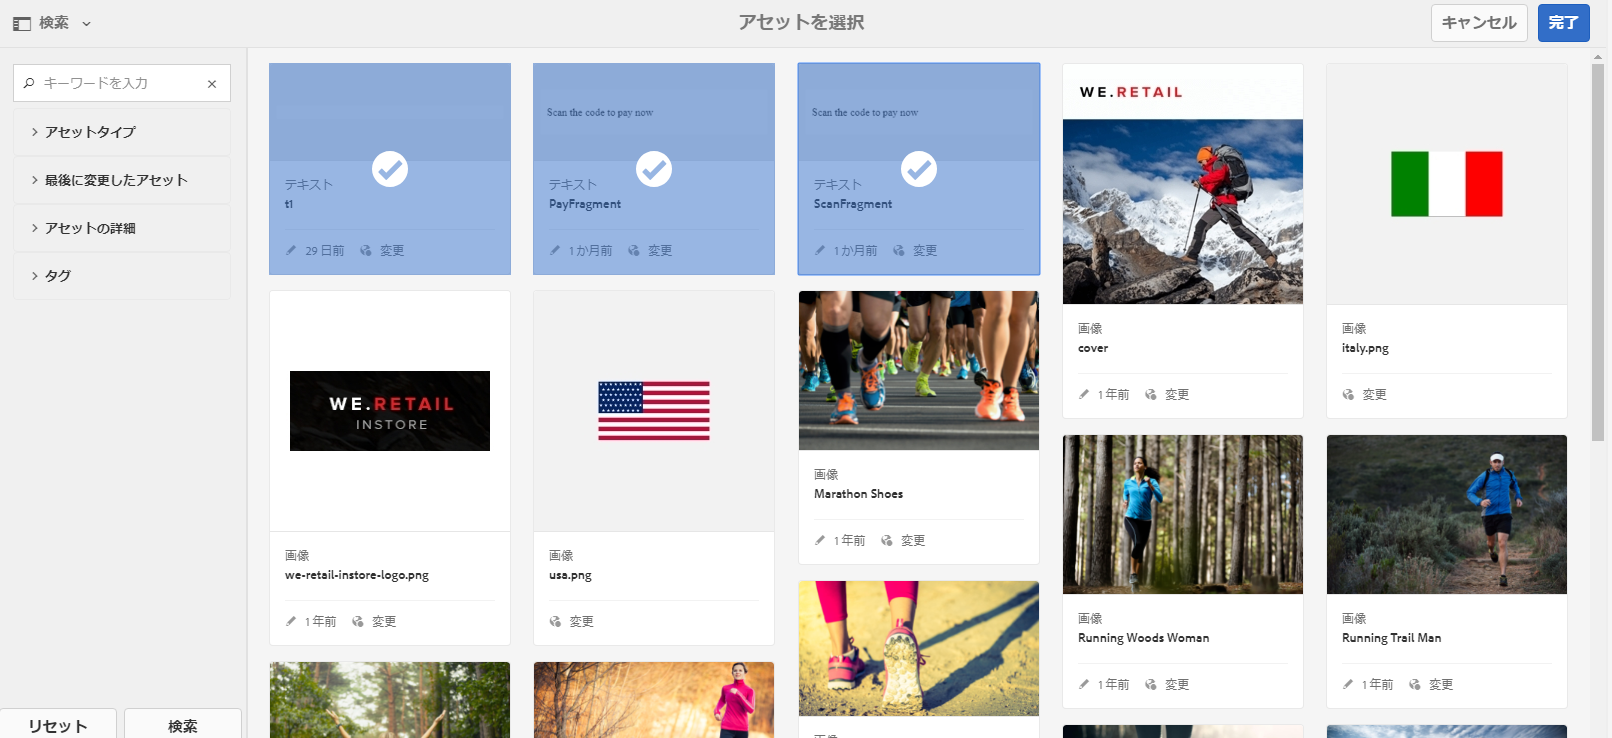 検索
アセットを選択
キャンセル
完了
キーワードを入力
アセットタイプ
最後に変更したアセット
アセットの詳細
タグ
リセット
検索
テキスト
t1
29 日前 変更
Scan the code to pay now
テキスト
PayFragment
1 か月前 変更
Scan the code to pay now
テキスト
ScanFragment
1 か月前 変更
WE.RETAIL
画像
cover
1 年前 変更
画像
italy.png
変更
WE.RETAIL
INSTORE
画像
we-retail-instore-logo.png
1 年前 変更
画像
usa.png
変更
画像
Marathon Shoes
1 年前 変更
画像
Running Woods Woman
1 年前 変更
画像
Running Trail Man
1 年前 変更